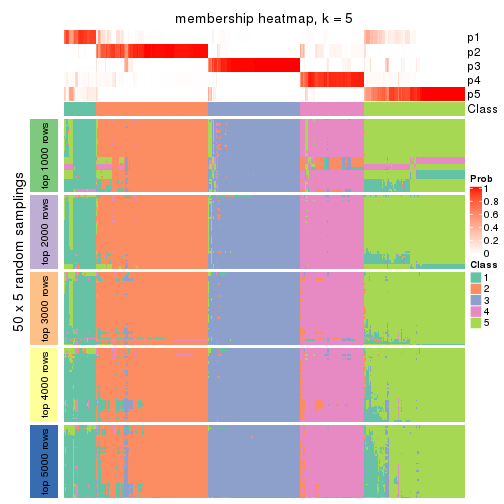 membership heatmap, k = 5
p1
p2
p3
p4
p5
Class
50 x 5 random samplings
top 1000 rows
top 2000 rows
top 3000 rows
top 4000 rows
top 5000 rows
Prob
1
0.8
0.6
0.4
0.2
0
Class
1
2
3
4
5